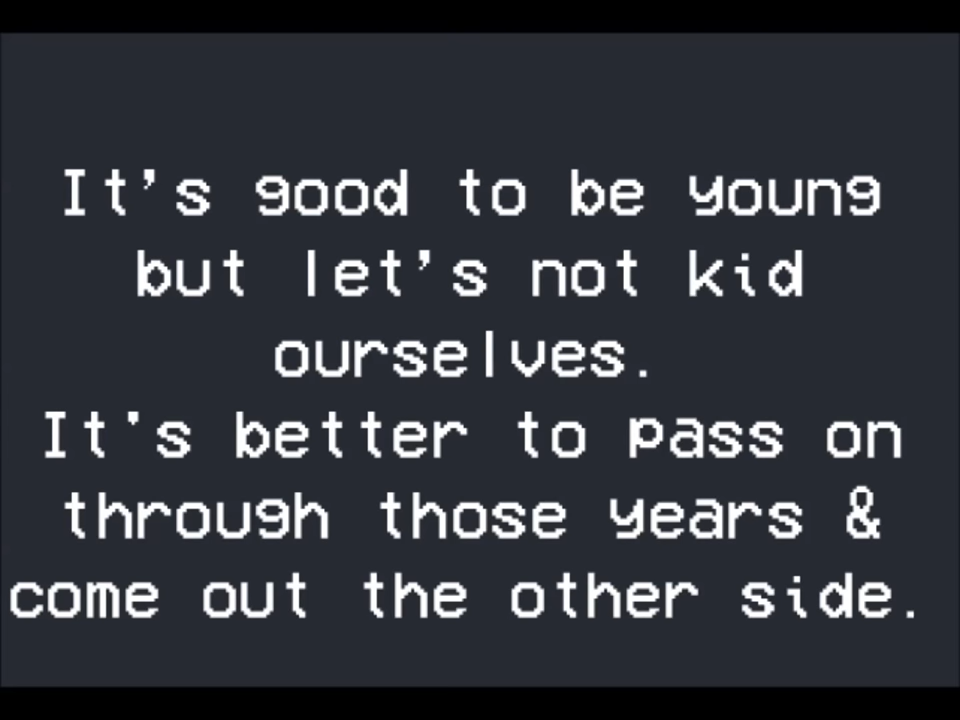 It’s good to be young
but let’s not kid
ourselves.
It's better to pass on
through those years &
come out the other side.